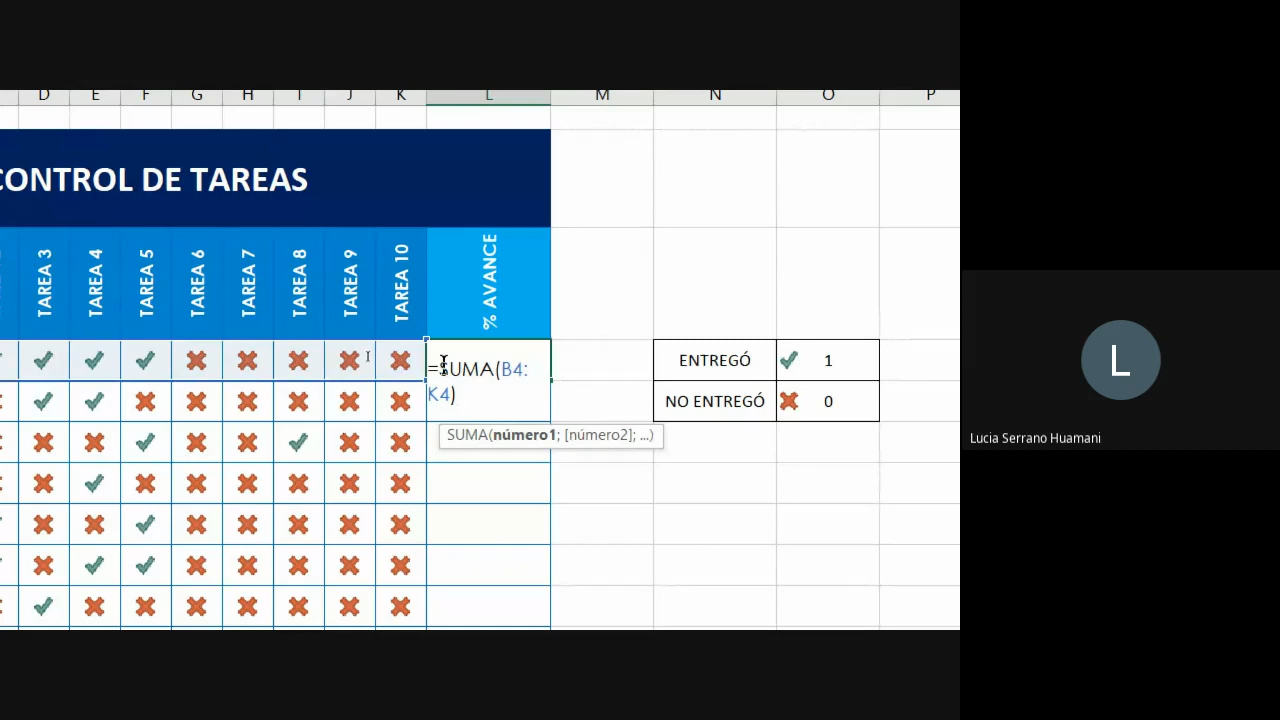 D E F G H I J K L M N O P
CONTROL DE TAREAS
TAREA 3
TAREA 4
TAREA 5
TAREA 6
TAREA 7
TAREA 8
TAREA 9
TAREA 10
% AVANCE
=SUMA(B4:
K4)
SUMA(número1; [número2]; ...)
ENTREGÓ 1
NO ENTREGÓ 0
L
Lucia Serrano Huamani